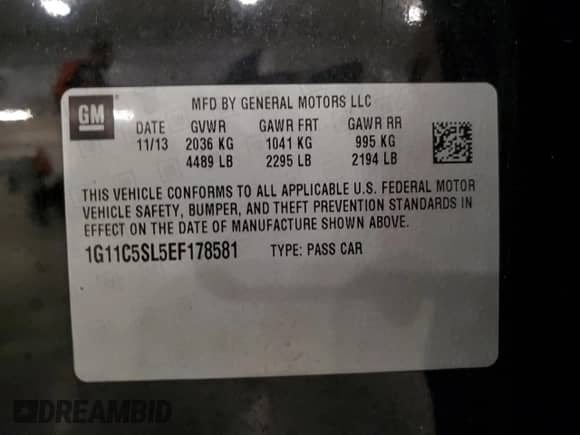 GM
MFD BY GENERAL MOTORS LLC
DATE GVWR GAWR FRT GAWR RR
11/13 2036 KG 1041 KG 995 KG
4489 LB 2295 LB 2194 LB
THIS VEHICLE CONFORMS TO ALL APPLICABLE U.S. FEDERAL MOTOR
VEHICLE SAFETY, BUMPER, AND THEFT PREVENTION STANDARDS IN
EFFECT ON THE DATE OF MANUFACTURE SHOWN ABOVE.
1G11C5SL5EF178581 TYPE: PASS CAR
DREAMBID